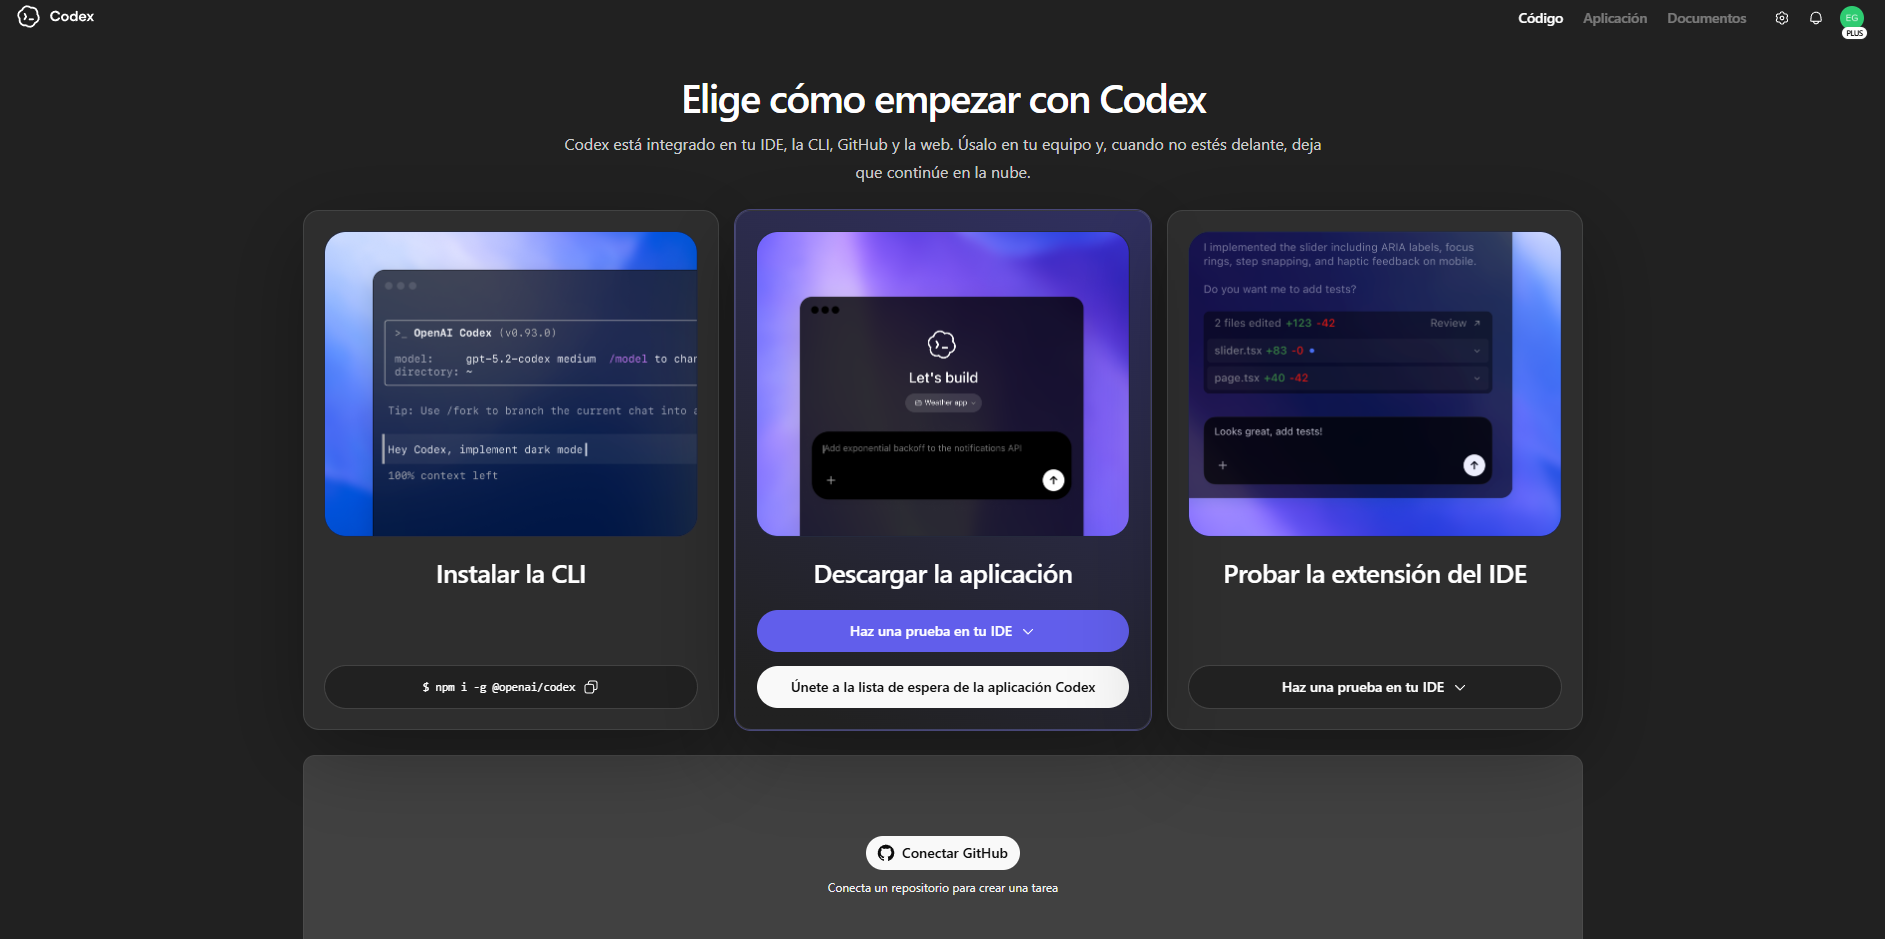 Codex
Código
Aplicación
Documentos
EG
PLUS
Elige cómo empezar con Codex
Codex está integrado en tu IDE, la CLI, GitHub y la web. Úsalo en tu equipo y, cuando no estés delante, deja
que continúe en la nube.
>_ OpenAI Codex (v0.93.0)
model: gpt-5.2-codex medium /model to char
directory: ~
Tip: Use /fork to branch the current chat into a
Hey Codex, implement dark mode
100% context left
Instalar la CLI
$ npm i -g @openai/codex
Let's build
Weather app
Add exponential backoff to the notifications API
Descargar la aplicación
Haz una prueba en tu IDE
Únete a la lista de espera de la aplicación Codex
I implemented the slider including ARIA labels, focus
rings, step snapping, and haptic feedback on mobile.
Do you want me to add tests?
2 files edited +123 -42 Review
slider.tsx +83 -0
page.tsx +40 -42
Looks great, add tests!
Probar la extensión del IDE
Haz una prueba en tu IDE
Conectar GitHub
Conecta un repositorio para crear una tarea